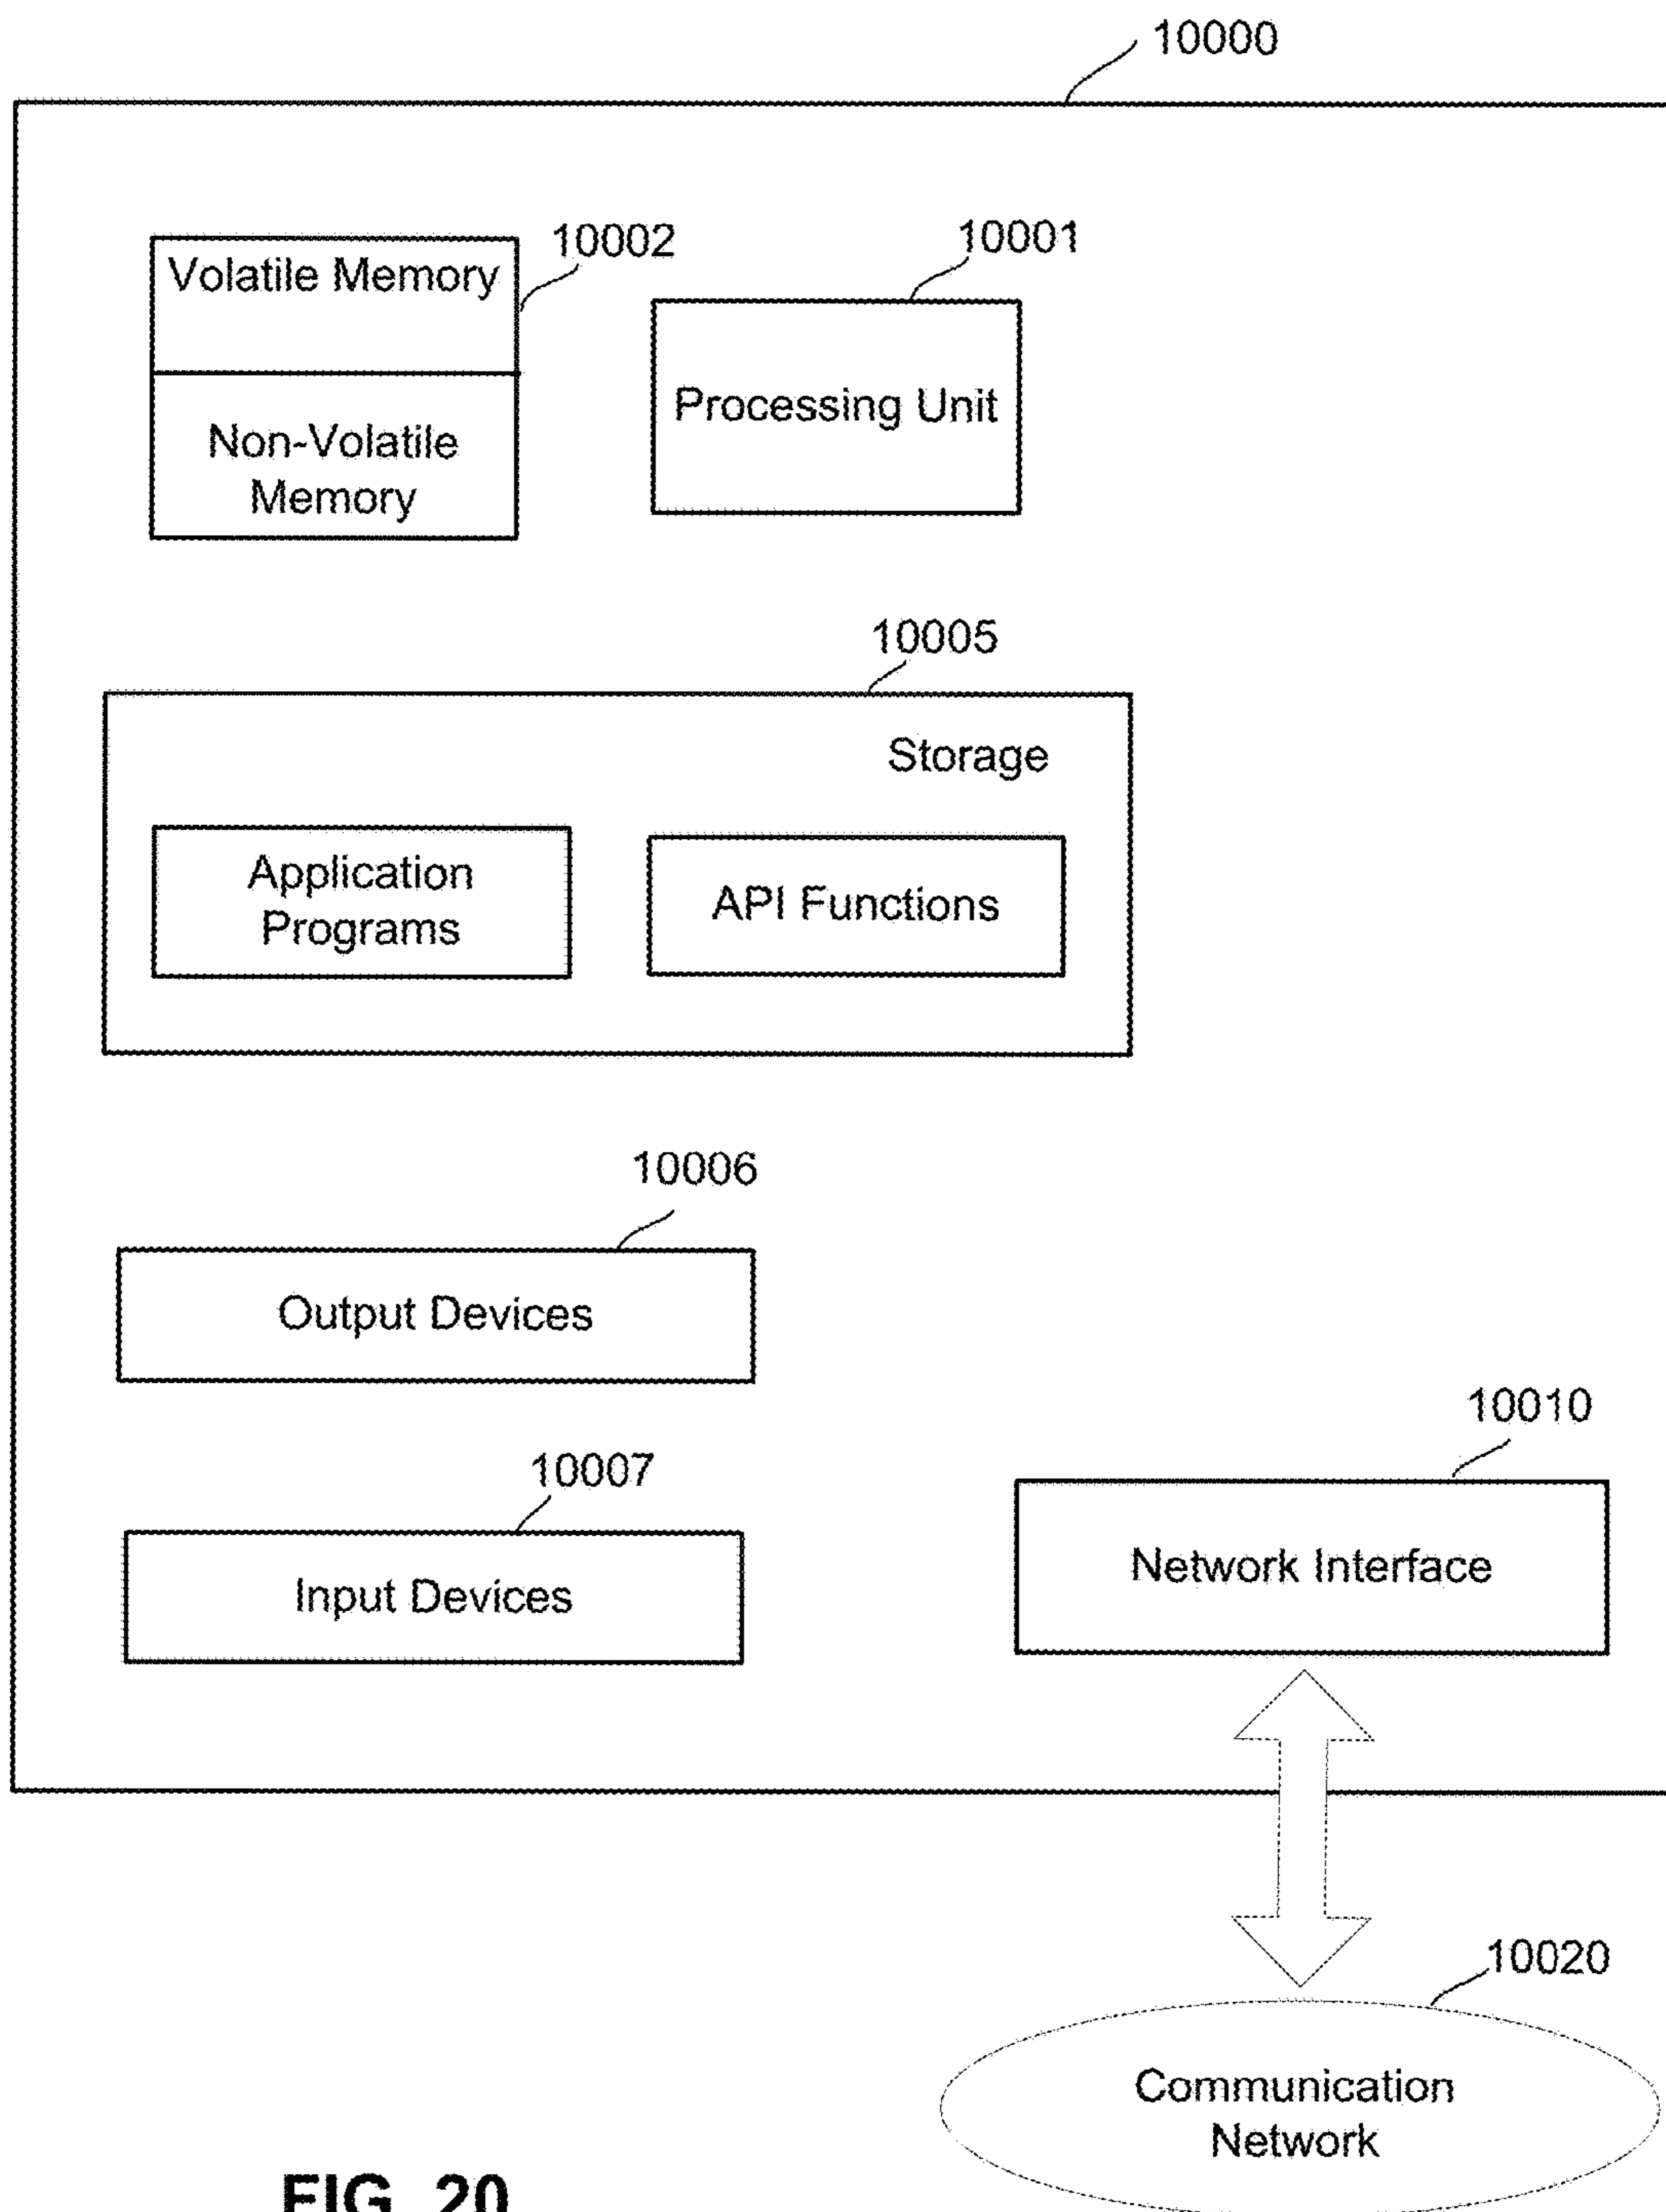 10000
10002
10001
Volatile Memory
Processing Unit
Non-Volatile
Memory
10005
Storage
Application
Programs
API Functions
10006
Output Devices
10010
10007
Network Interface
Input Devices
10020
Communication
Network
FIG. 20